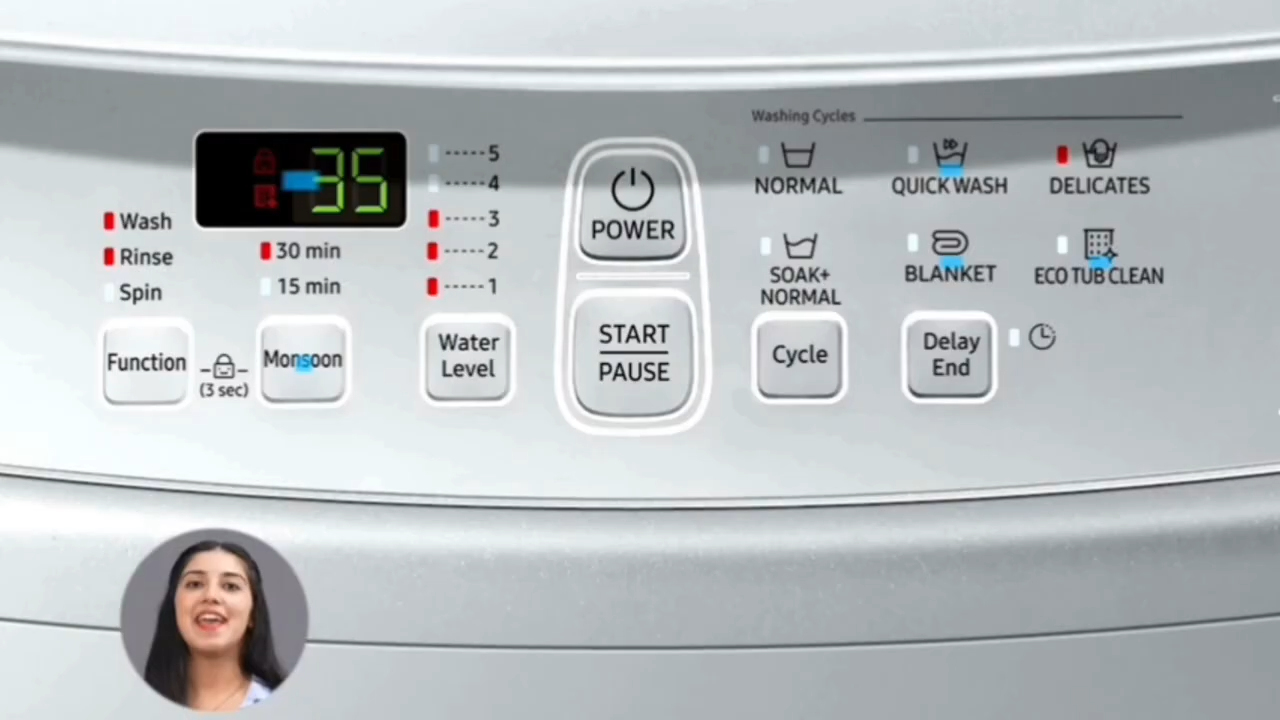 Washing Cycles
35
-----5
-----4
-----3
-----2
-----1
Wash
Rinse
Spin
30 min
15 min
POWER
START
PAUSE
NORMAL
QUICK WASH
DELICATES
SOAK+
NORMAL
BLANKET
ECO TUB CLEAN
Function
(3 sec)
Monsoon
Water
Level
Cycle
Delay
End